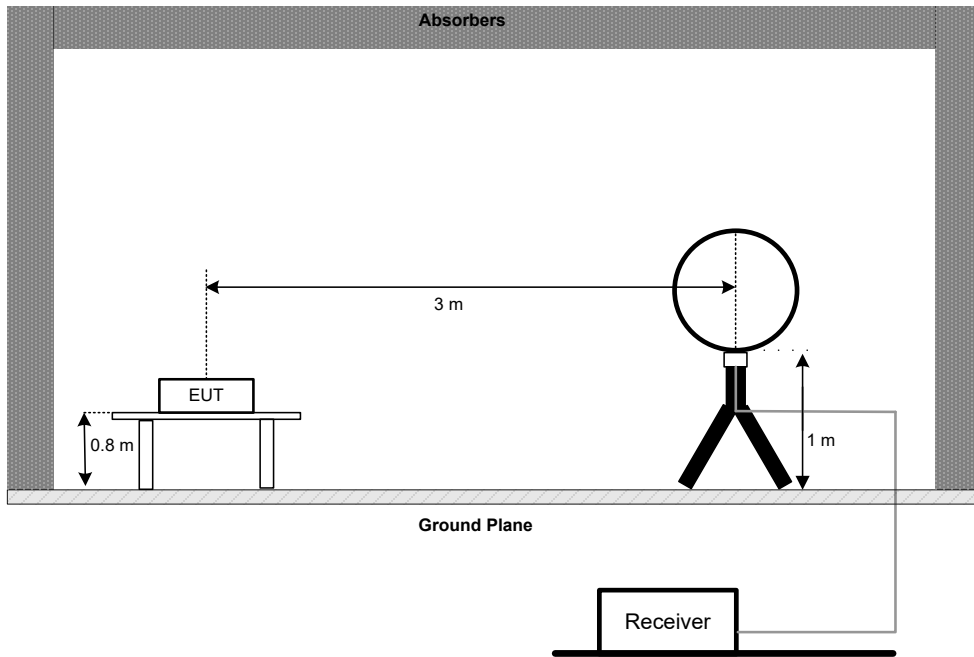 Absorbers
3 m
EUT
0.8 m
1 m
Ground Plane
Receiver